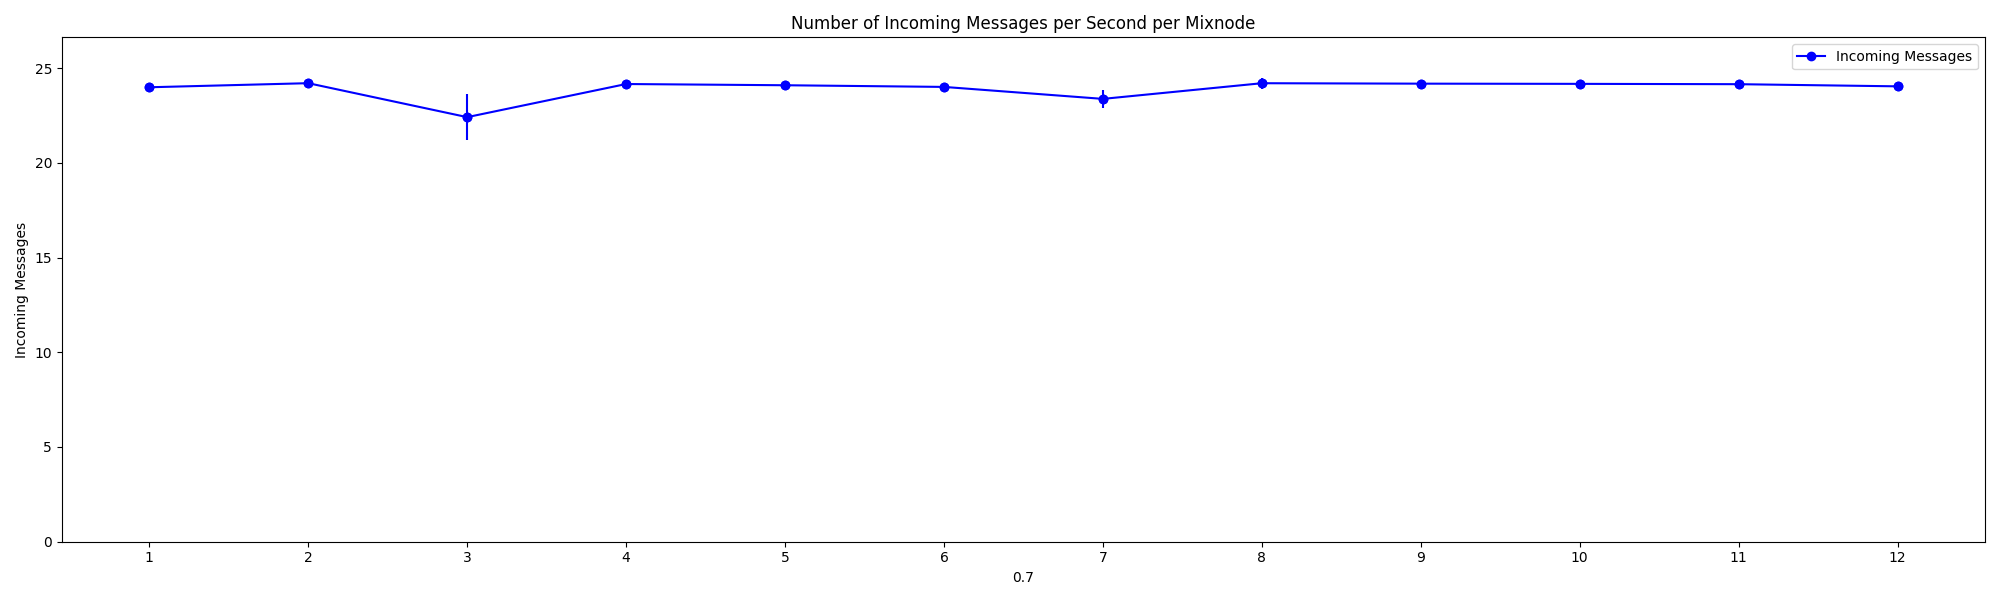 Number of Incoming Messages per Second per Mixnode
Incoming Messages
25
20
15
10
5
0
Incoming Messages
1 2 3 4 5 6 7 8 9 10 11 12
0.7